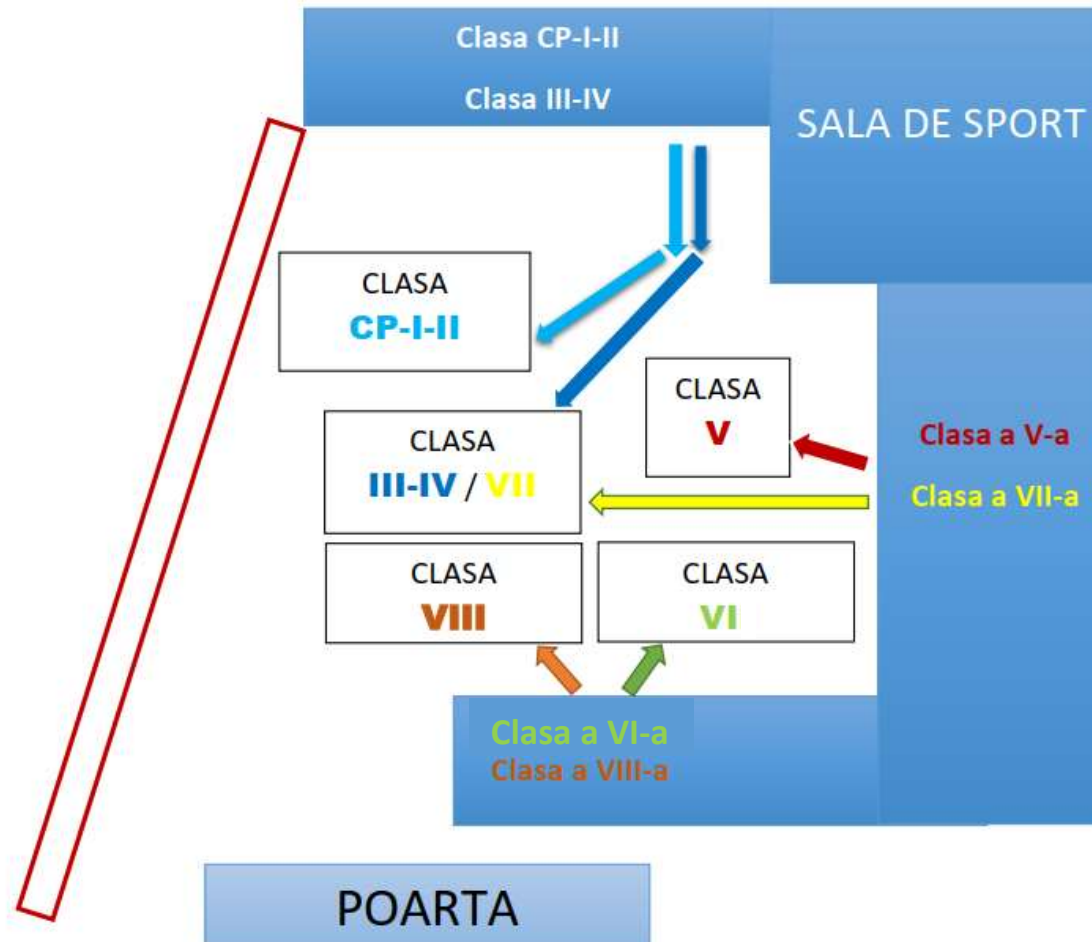 Clasa CP-I-II
Clasa III-IV
SALA DE SPORT
CLASA
CP-I-II
CLASA
V
CLASA
III-IV / VII
Clasa a V-a
Clasa a VII-a
CLASA
VIII
CLASA
VI
Clasa a VI-a
Clasa a VIII-a
POARTA